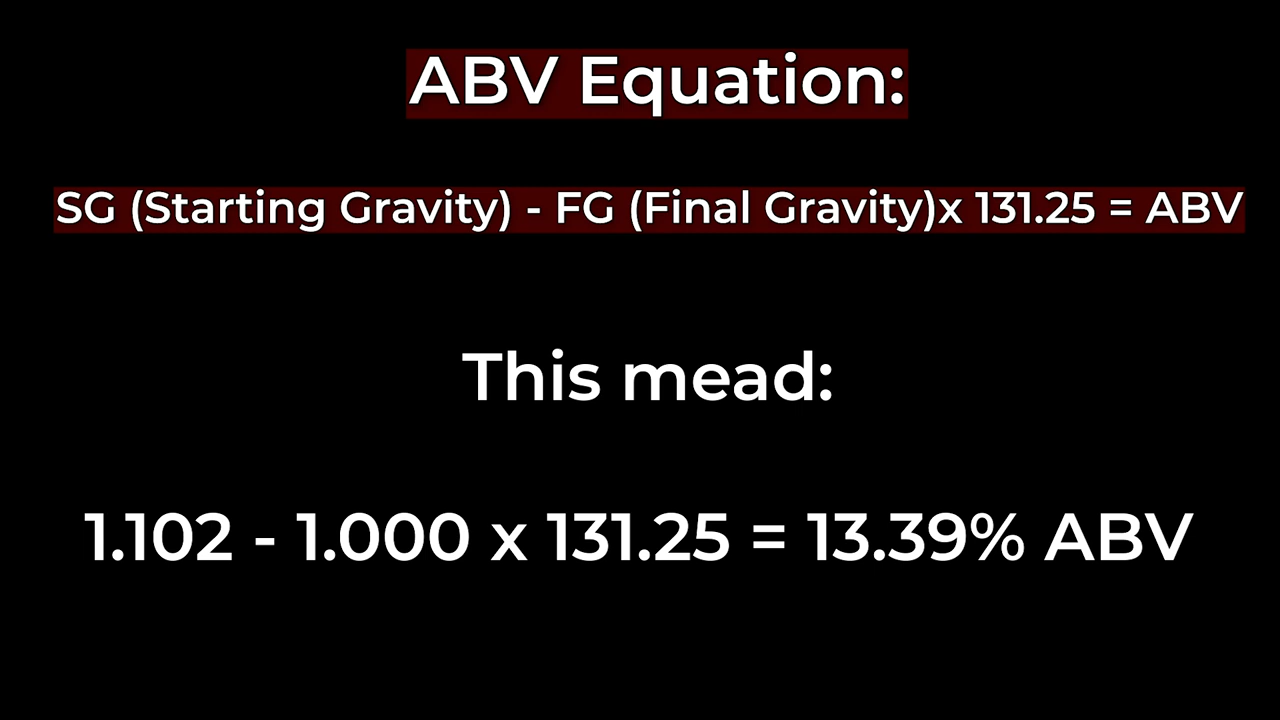 ABV Equation:
SG (Starting Gravity) - FG (Final Gravity)x 131.25 = ABV
This mead:
1.102 - 1.000 x 131.25 = 13.39% ABV